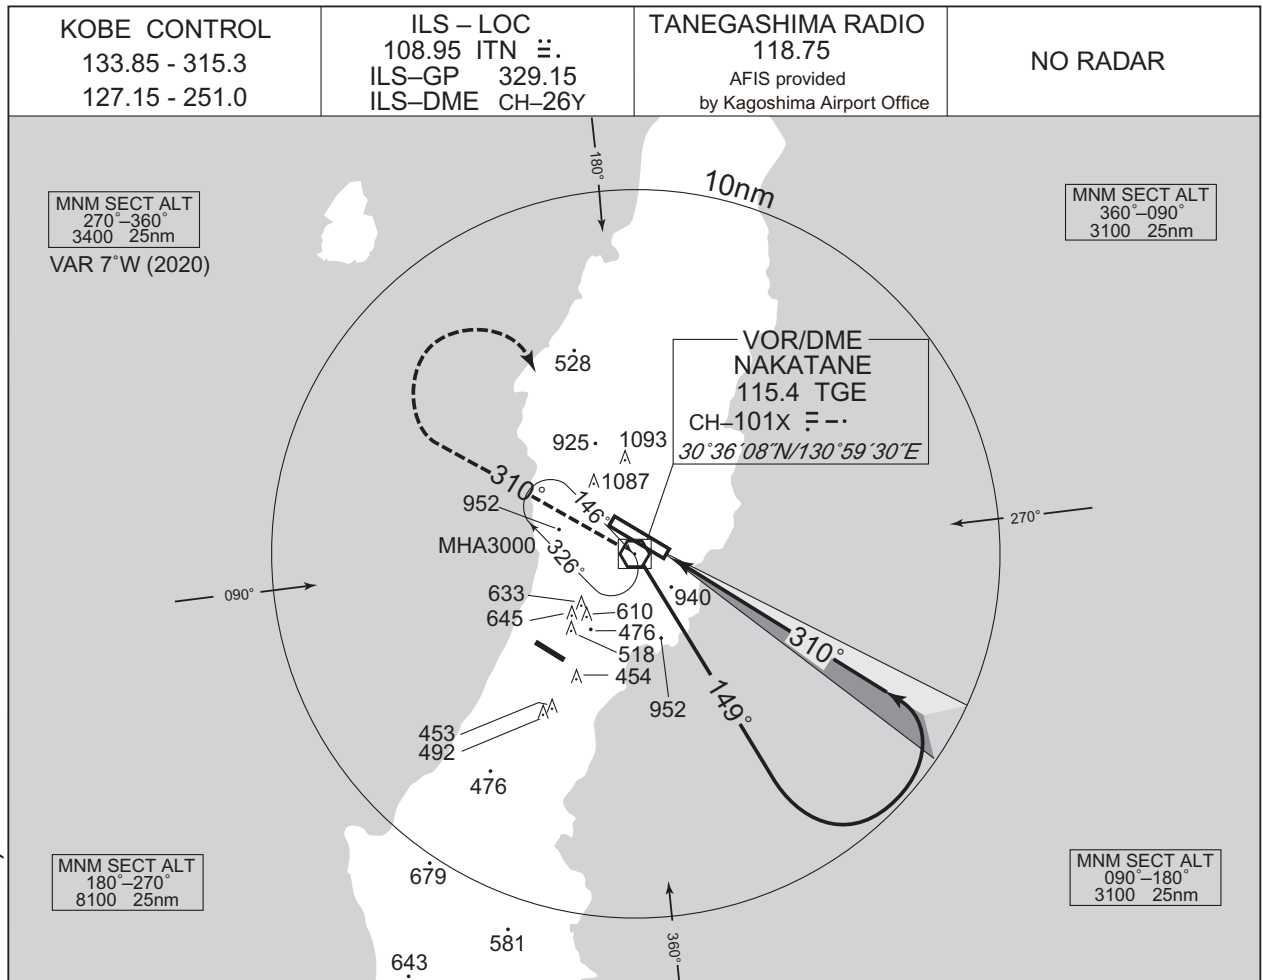 KOBE CONTROL
133.85 - 315.3
127.15 - 251.0
ILS – LOC
108.95 ITN
ILS–GP 329.15
ILS–DME CH–26Y
TANEGASHIMA RADIO
118.75
AFIS provided
by Kagoshima Airport Office
NO RADAR
180°
10nm
MNM SECT ALT
270°–360°
3400 25nm
VAR 7°W (2020)
MNM SECT ALT
360°–090°
3100 25nm
528
VOR/DME
NAKATANE
115.4 TGE
CH–101X
30°36´08˝N/130°59´30˝E
925
1093
1087
310°
146°
952
MHA3000
326°
270°
090°
633
645
610
476
518
454
940
310°
952
149°
453
492
476
679
581
643
MNM SECT ALT
180°–270°
8100 25nm
MNM SECT ALT
090°–180°
3100 25nm
360°